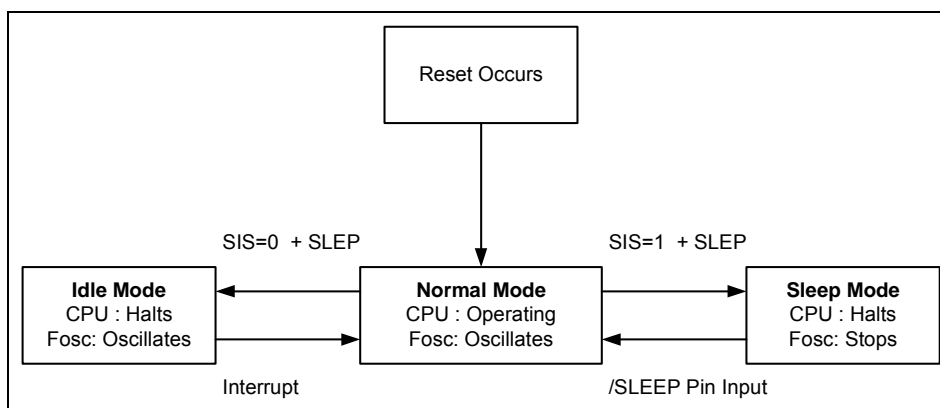 Reset Occurs
SIS=0 + SLEP
SIS=1 + SLEP
Idle Mode
CPU : Halts
Fosc: Oscillates
Normal Mode
CPU : Operating
Fosc: Oscillates
Sleep Mode
CPU : Halts
Fosc: Stops
Interrupt
/SLEEP Pin Input